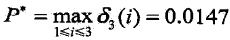 P* = max δ₃(i) = 0.0147
1≤i≤3